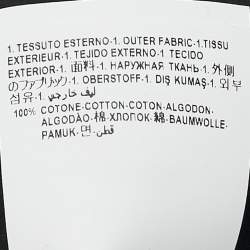 1. TESSUTO ESTERNO·1. OUTER FABRIC·1.TISSU
EXTERIEUR·1. TEJIDO EXTERNO·1. TECIDO
EXTERIOR·1. 面料·1. НАРУЖНАЯ ТКАНЬ·1. 外側
のファブリック·1. OBERSTOFF·1. DIŞ KUMAŞ·1. 외부
섬유·1. ليف خارجي
100% COTONE·COTTON·COTON·ALGODON·
ALGODÃO·棉·ХЛОПОК·綿·BAUMWOLLE·
PAMUK·면·قطن